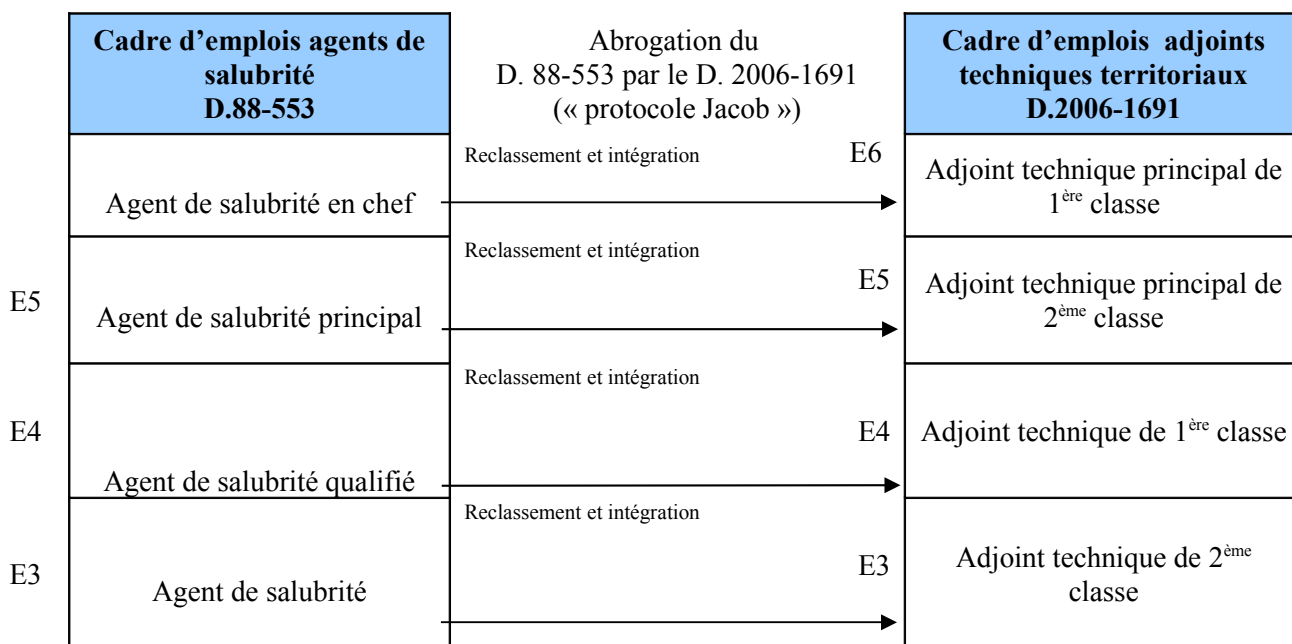 Cadre d’emplois agents de
salubrité
D.88-553
Abrogation du
D. 88-553 par le D. 2006-1691
(« protocole Jacob »)
Cadre d’emplois adjoints
techniques territoriaux
D.2006-1691
Agent de salubrité en chef
Reclassement et intégration
E6
Adjoint technique principal de
1ère classe
E5
Agent de salubrité principal
Reclassement et intégration
E5
Adjoint technique principal de
2ème classe
E4
Agent de salubrité qualifié
Reclassement et intégration
E4
Adjoint technique de 1ère classe
E3
Agent de salubrité
Reclassement et intégration
E3
Adjoint technique de 2ème
classe